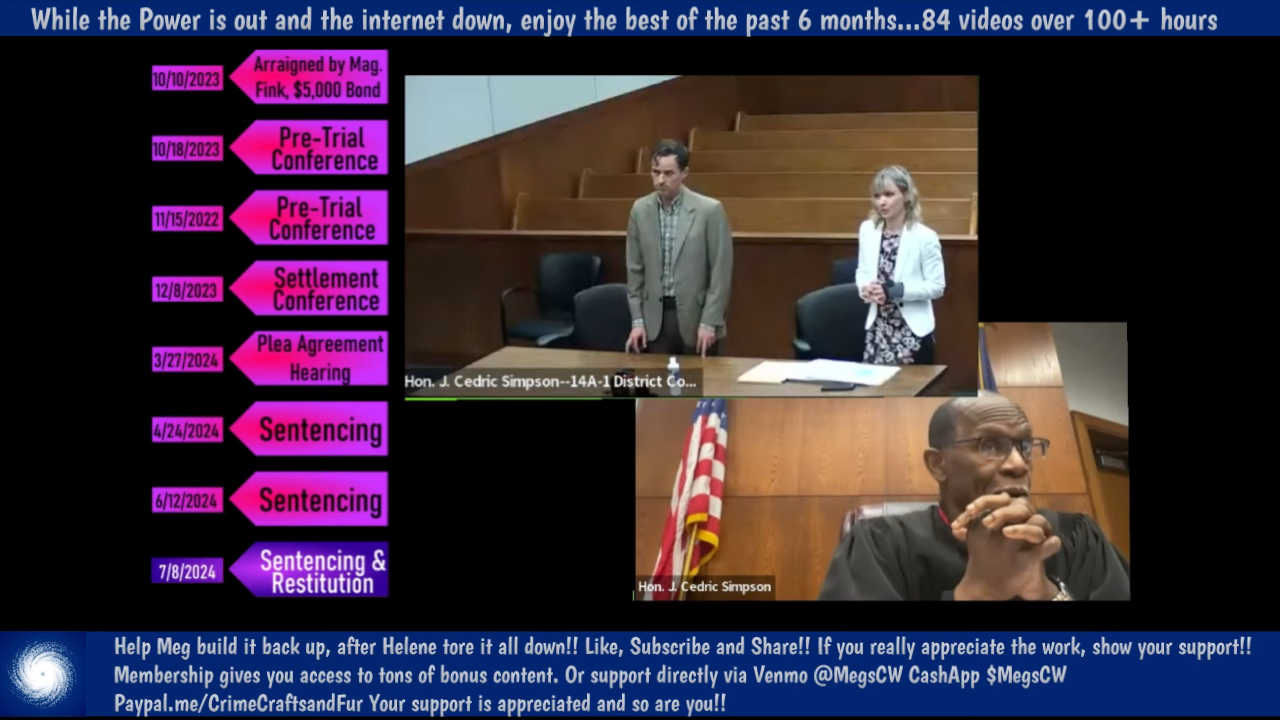 While the Power is out and the internet down, enjoy the best of the past 6 months...84 videos over 100+ hours
10/10/2023
Arraigned by Mag.
Fink, $5,000 Bond
10/18/2023
Pre-Trial
Conference
11/15/2022
Pre-Trial
Conference
12/8/2023
Settlement
Conference
3/27/2024
Plea Agreement
Hearing
4/24/2024
Sentencing
6/12/2024
Sentencing
7/8/2024
Sentencing &
Restitution
Hon. J. Cedric Simpson--14A-1 District Co...
Hon. J. Cedric Simpson
Help Meg build it back up, after Helene tore it all down!! Like, Subscribe and Share!! If you really appreciate the work, show your support!!
Membership gives you access to tons of bonus content. Or support directly via Venmo @MegsCW CashApp $MegsCW
Paypal.me/CrimeCraftsandFur Your support is appreciated and so are you!!